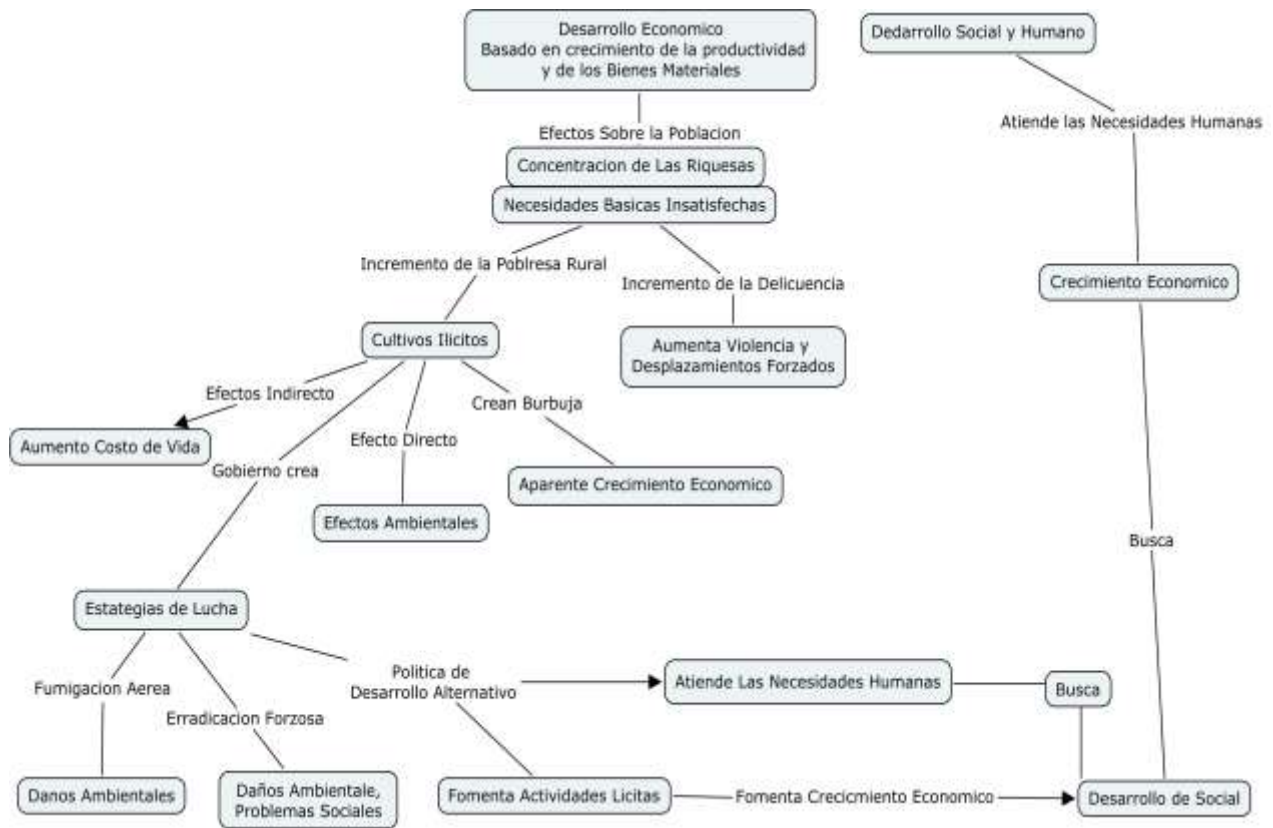 Desarrollo Economico
Basado en crecimiento de la productividad
y de los Bienes Materiales
Dedarrollo Social y Humano
Atiende las Necesidades Humanas
Efectos Sobre la Poblacion
Concentracion de Las Riquesas
Necesidades Basicas Insatisfechas
Incremento de la Poblresa Rural
Incremento de la Delicuencia
Crecimiento Economico
Cultivos Ilicitos
Aumenta Violencia y
Desplazamientos Forzados
Efectos Indirecto
Crean Burbuja
Efecto Directo
Aumento Costo de Vida
Gobierno crea
Aparente Crecimiento Economico
Efectos Ambientales
Busca
Estategias de Lucha
Politica de
Desarrollo Alternativo
Atiende Las Necesidades Humanas
Busca
Fumigacion Aerea
Erradicacion Forzosa
Danos Ambientales
Daños Ambientale,
Problemas Sociales
Fomenta Actividades Licitas
Fomenta Crecicmiento Economico
Desarrollo de Social